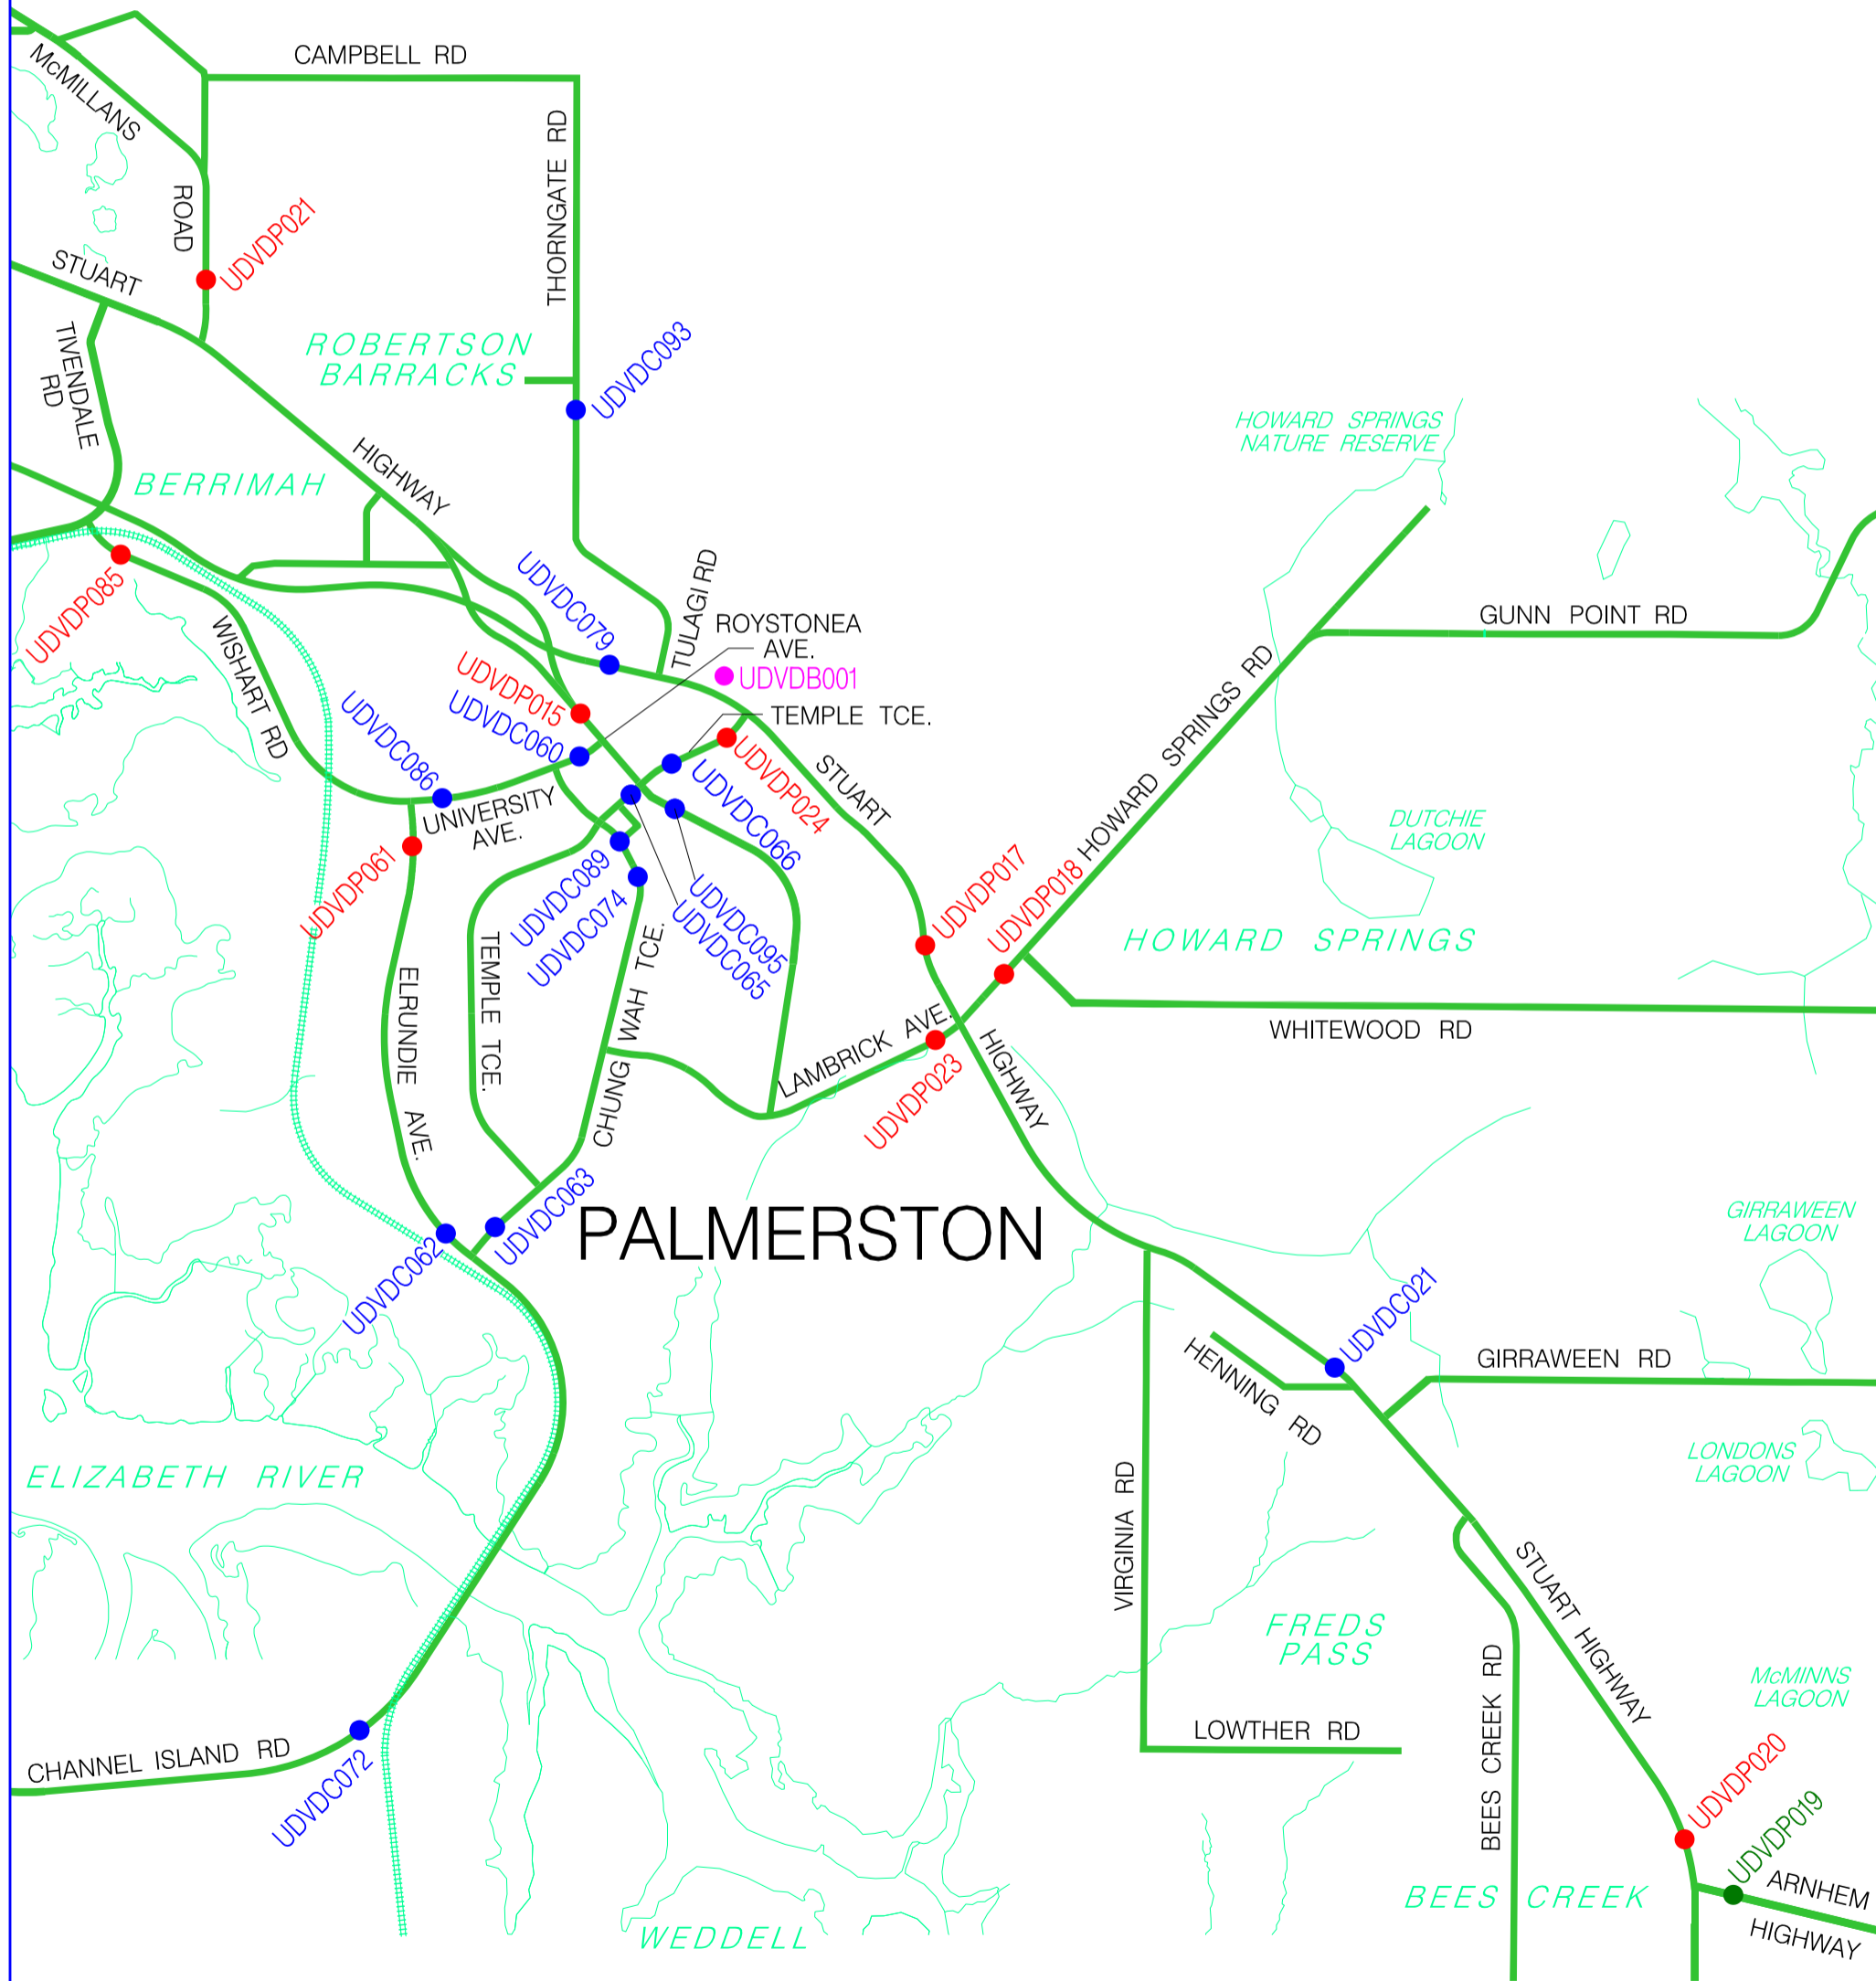 CAMPBELL RD
McMILLANS
ROAD
THORNGATE RD
UDVDP021
STUART
TIVENDALE
RD
ROBERTSON
BARRACKS
UDVDC093
HOWARD SPRINGS
NATURE RESERVE
BERRIMAH
HIGHWAY
UDVDP085
WISHART RD
UDVDC079
TULAGI RD
ROYSTONEA
AVE.
UDVDB001
GUNN POINT RD
UDVDP015
UDVDC060
TEMPLE TCE.
UDVDC086
UDVDP024
UDVDC066
STUART
HOWARD SPRINGS RD
UNIVERSITY
AVE.
DUTCHIE
LAGOON
UDVDP061
UDVDC089
UDVDC074
UDVDC095
UDVDC065
UDVDP017
UDVDP018
HOWARD SPRINGS
ELRUNDIE AVE.
TEMPLE TCE.
CHUNG WAH TCE.
LAMBRICK AVE.
UDVDP023
HIGHWAY
WHITEWOOD RD
UDVDC063
UDVDC062
PALMERSTON
GIRRAWEEN
LAGOON
UDVDC021
HENNING RD
GIRRAWEEN RD
ELIZABETH RIVER
LONDONS
LAGOON
VIRGINIA RD
STUART HIGHWAY
FREDS
PASS
BEES CREEK RD
McMINNS
LAGOON
LOWTHER RD
CHANNEL ISLAND RD
UDVDC072
UDVDP020
UDVDP019
ARNHEM
HIGHWAY
BEES CREEK
WEDDELL